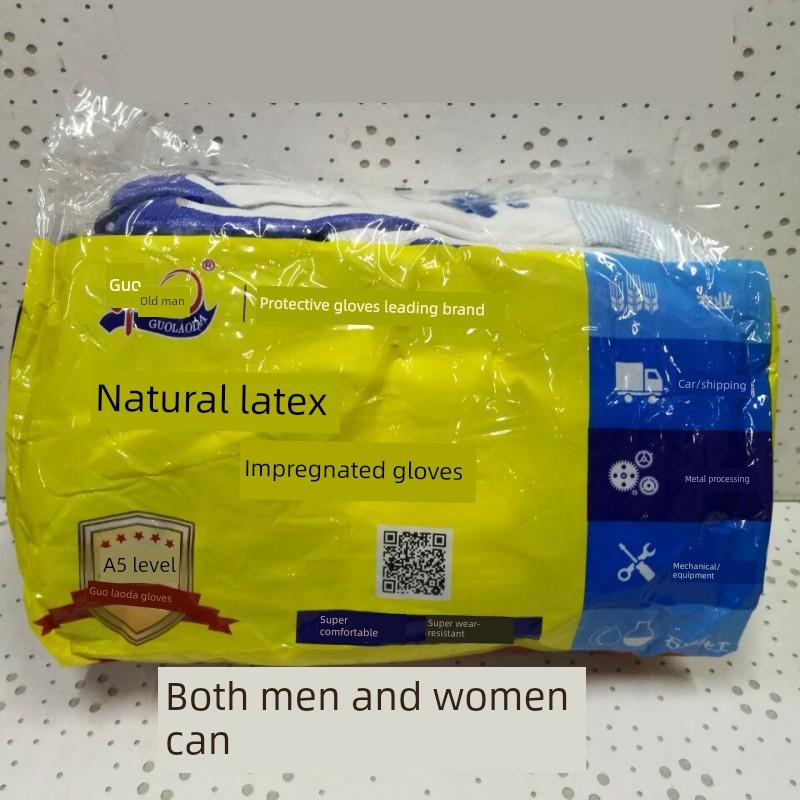 Guo
Old man
®
GUOLAODA
Protective gloves leading brand
Natural latex
Impregnated gloves
Car/shipping
Metal processing
Mechanical/
equipment
A5 level
Guo laoda gloves
Super
comfortable
Super wear-
resistant
Both men and women
can